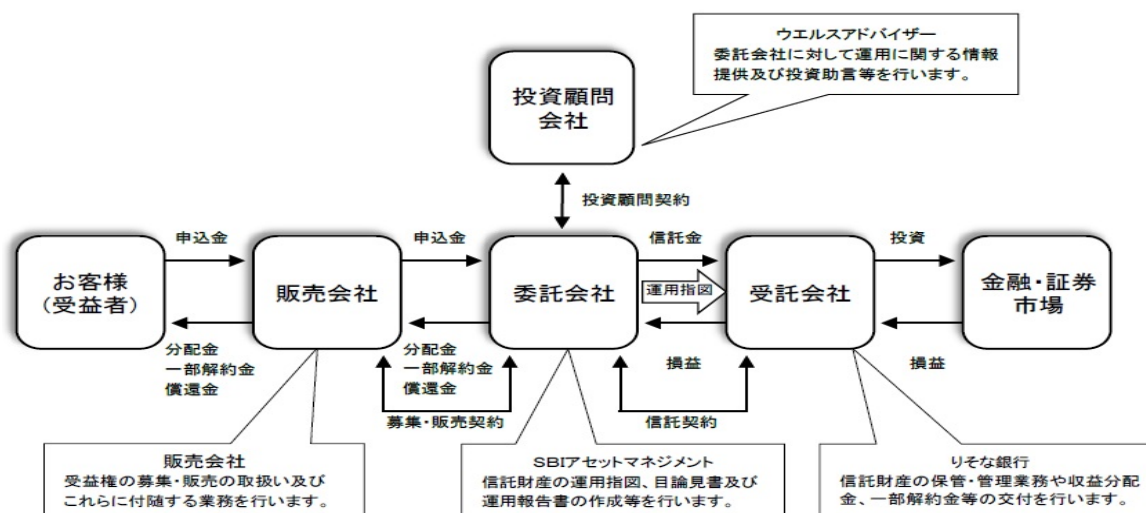 ウエルスアドバイザー
委託会社に対して運用に関する情報
提供及び投資助言等を行います。
投資顧問
会社
投資顧問契約
お客様
(受益者)
申込金
販売会社
申込金
委託会社
信託金
運用指図
受託会社
投資
金融・証券
市場
分配金
一部解約金
償還金
分配金
一部解約金
償還金
損益
損益
募集・販売契約
信託契約
販売会社
受益権の募集・販売の取扱い及び
これらに付随する業務を行います。
SBIアセットマネジメント
信託財産の運用指図、目論見書及び
運用報告書の作成等を行います。
りそな銀行
信託財産の保管・管理業務や収益分配
金、一部解約金等の交付を行います。